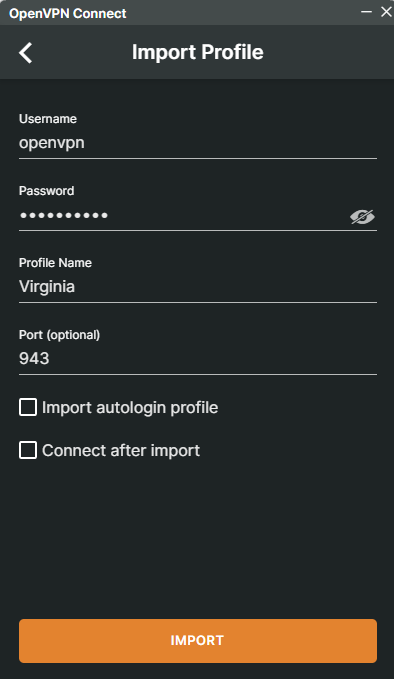 OpenVPN Connect
Import Profile
Username
openvpn
Password
••••••••••
Profile Name
Virginia
Port (optional)
943
Import autologin profile
Connect after import
IMPORT